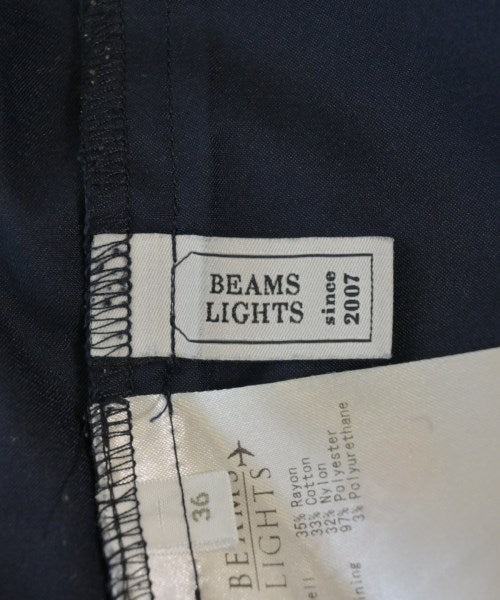 BEAMS
LIGHTS
since
2007
36
BEAMS
LIGHTS
35% Rayon
33% Cotton
32% Nylon
97% Polyester
3% Polyurethane